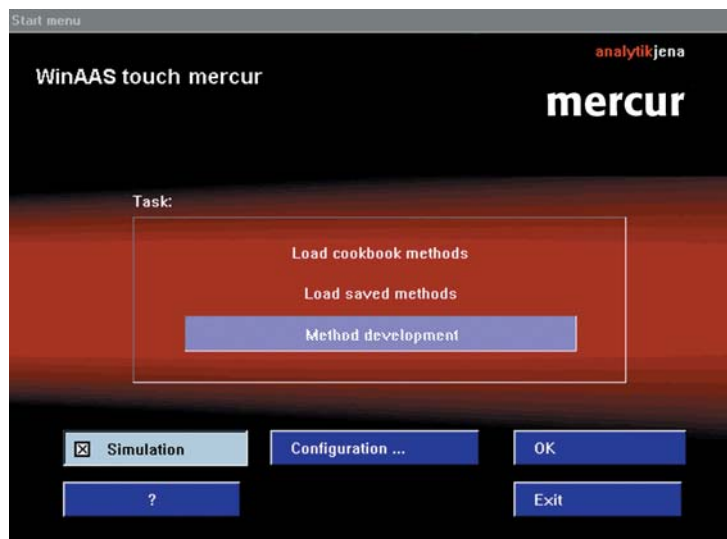 Start menu
analytikjena
WinAAS touch mercur
mercur
Task:
Load cookbook methods
Load saved methods
Method development
Simulation
Configuration ...
OK
?
Exit